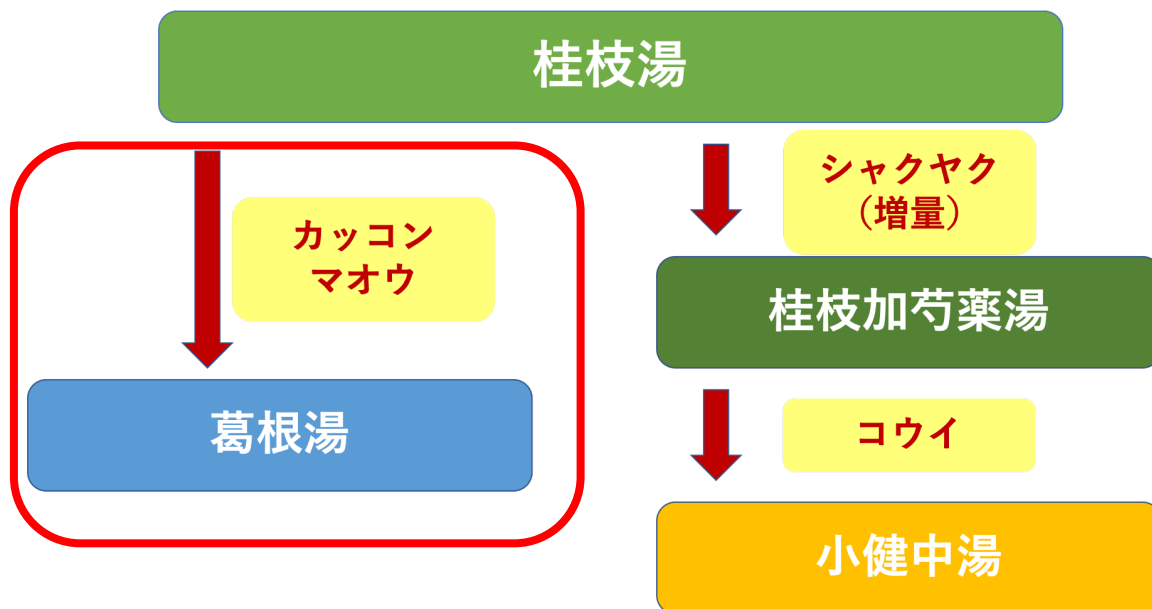 桂枝湯
カッコン
マオウ
葛根湯
シャクヤク
（増量）
桂枝加芍薬湯
コウイ
小健中湯